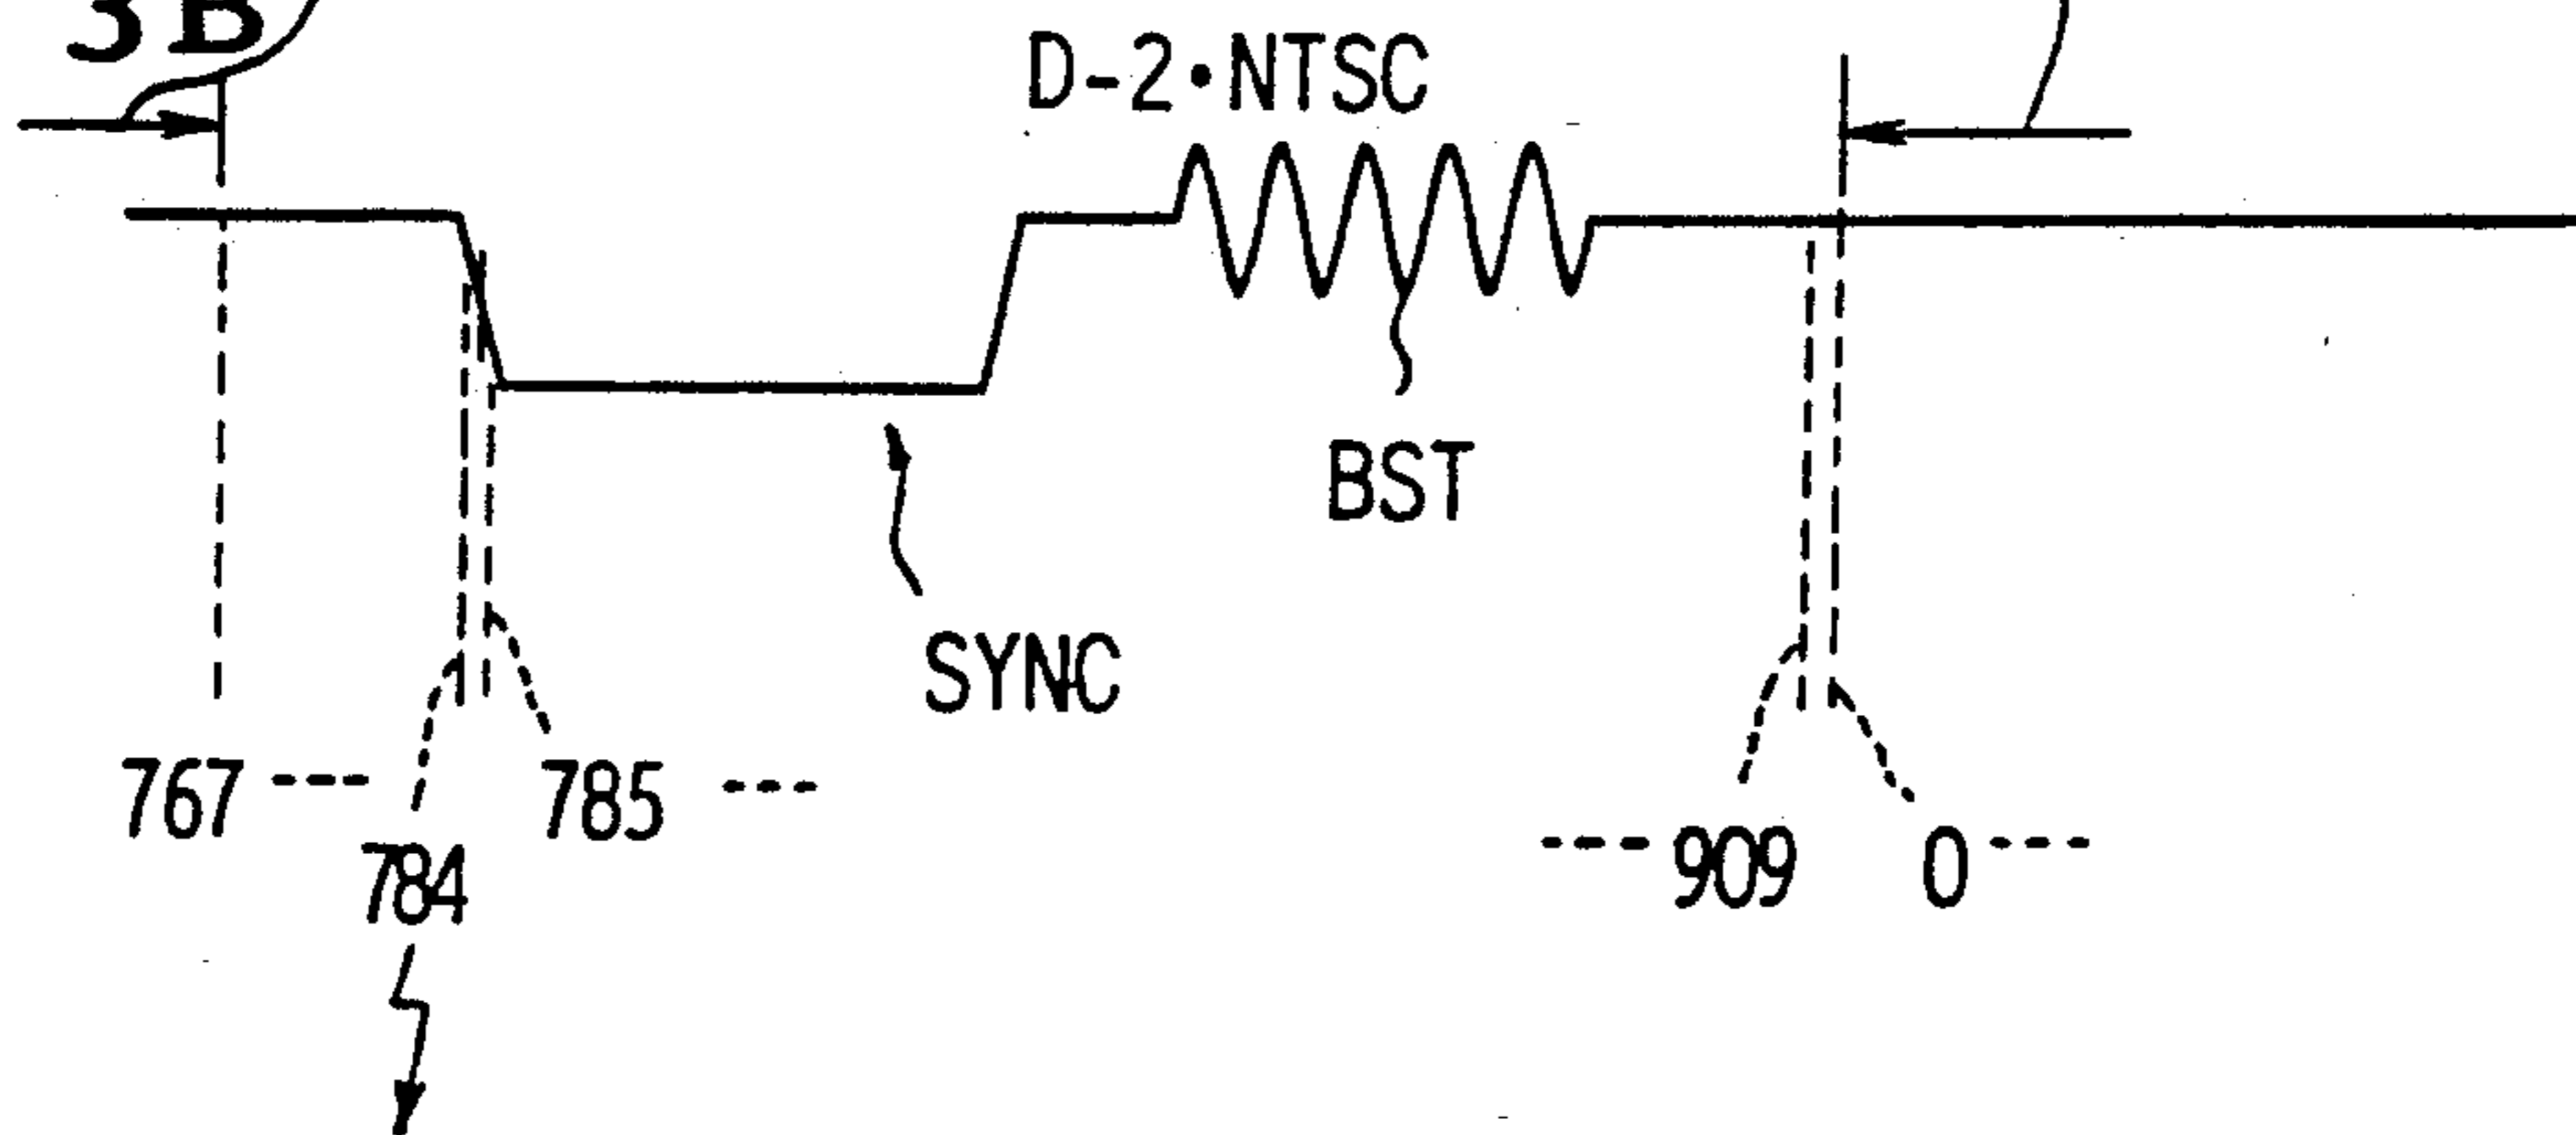 3B
D-2•NTSC
BST
SYNC
767 --- 785 ---
784
--- 909 0 ---